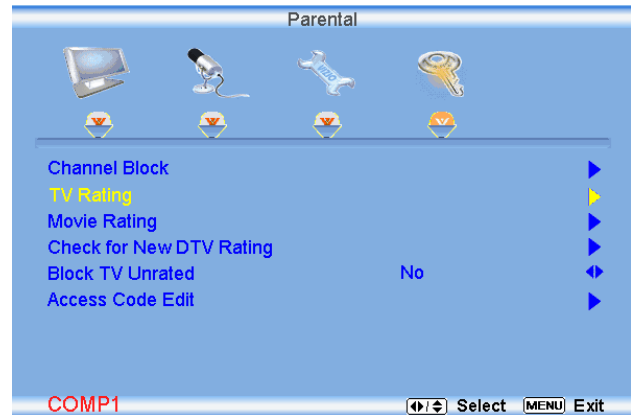 Parental
VIZIO
Channel Block
TV Rating
Movie Rating
Check for New DTV Rating
Block TV Unrated No
Access Code Edit
COMP1 Select MENU Exit